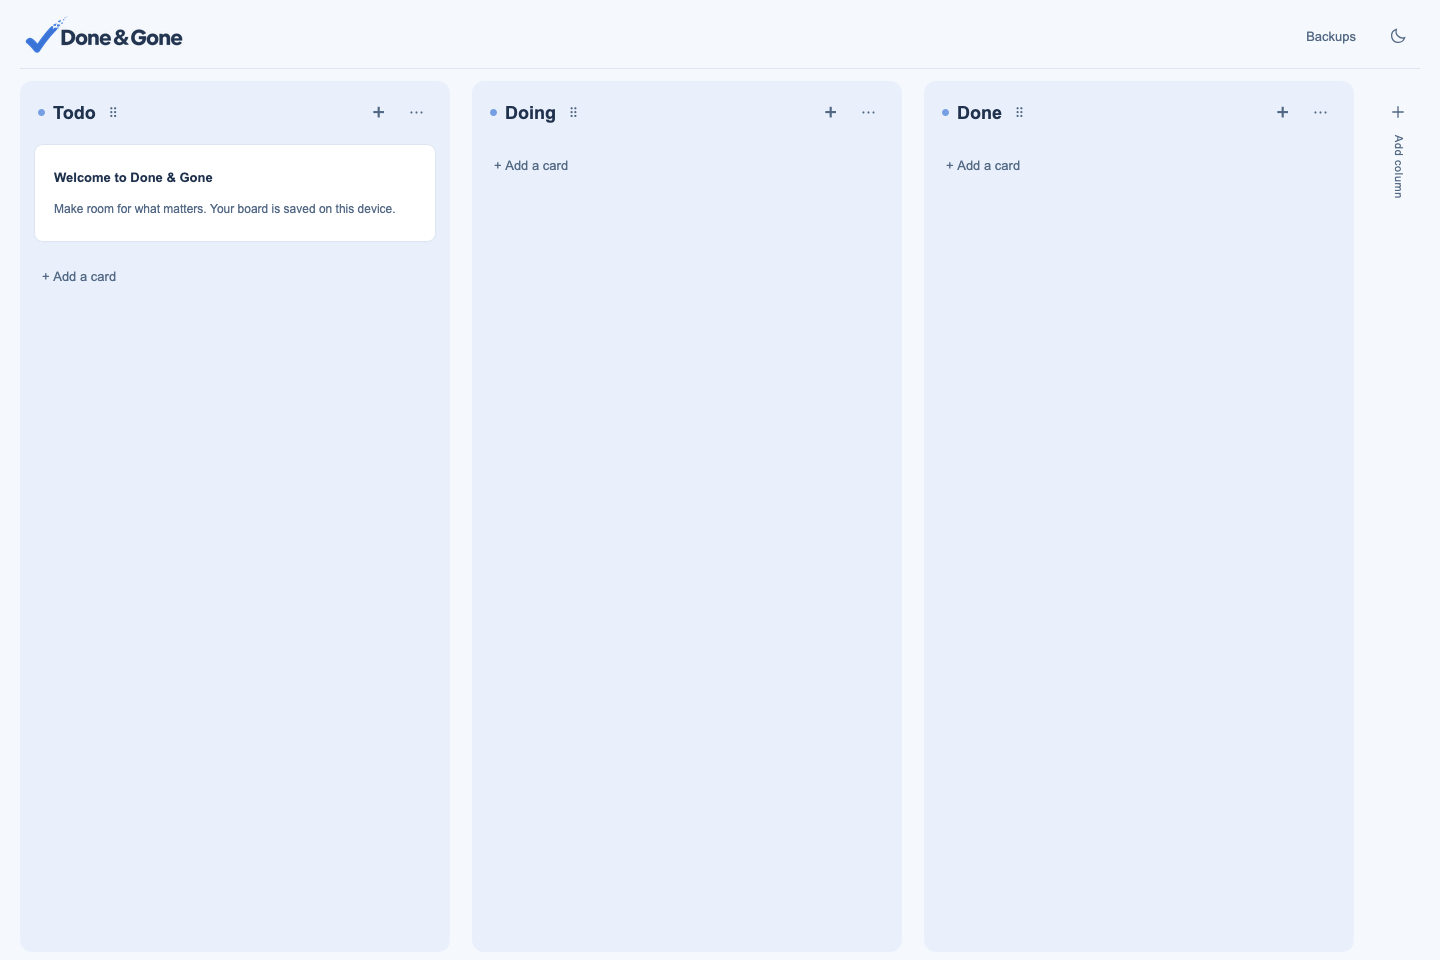 Done & Gone
Backups
Todo
Welcome to Done & Gone
Make room for what matters. Your board is saved on this device.
+ Add a card
Doing
+ Add a card
Done
+ Add a card
Add column